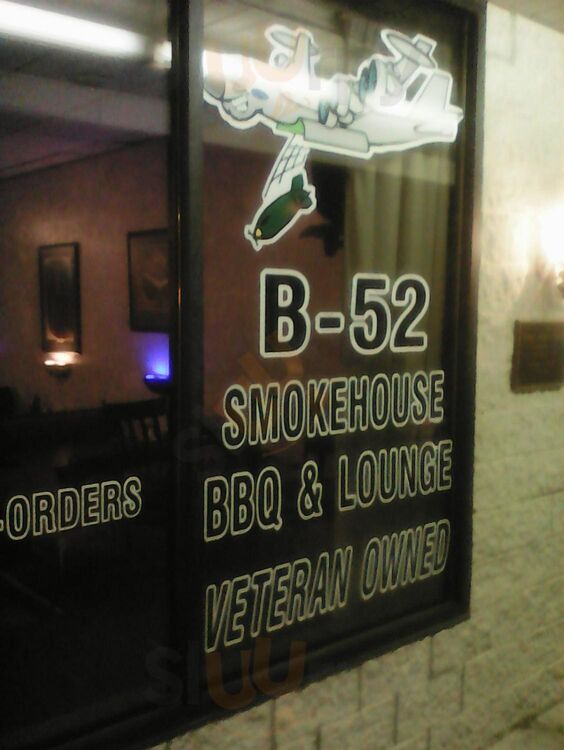 B-52
SMOKEHOUSE
BBQ & LOUNGE
VETERAN OWNED
-ORDERS